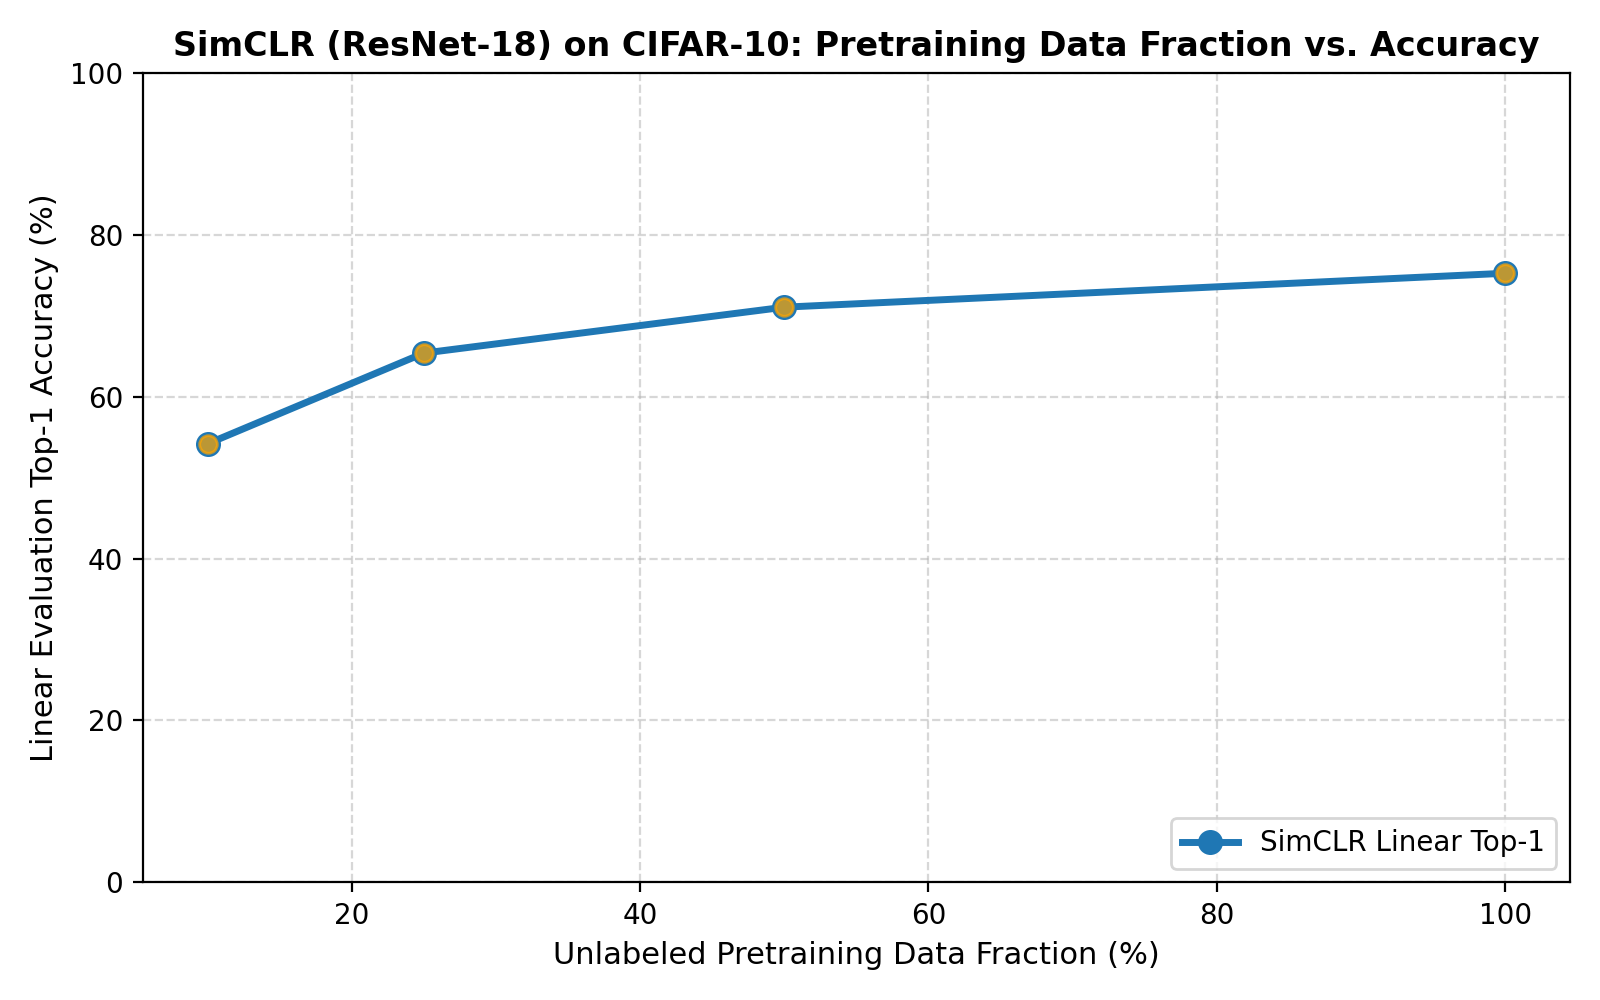 SimCLR (ResNet-18) on CIFAR-10: Pretraining Data Fraction vs. Accuracy
Linear Evaluation Top-1 Accuracy (%)
100
80
60
40
20
0
SimCLR Linear Top-1
20 40 60 80 100
Unlabeled Pretraining Data Fraction (%)